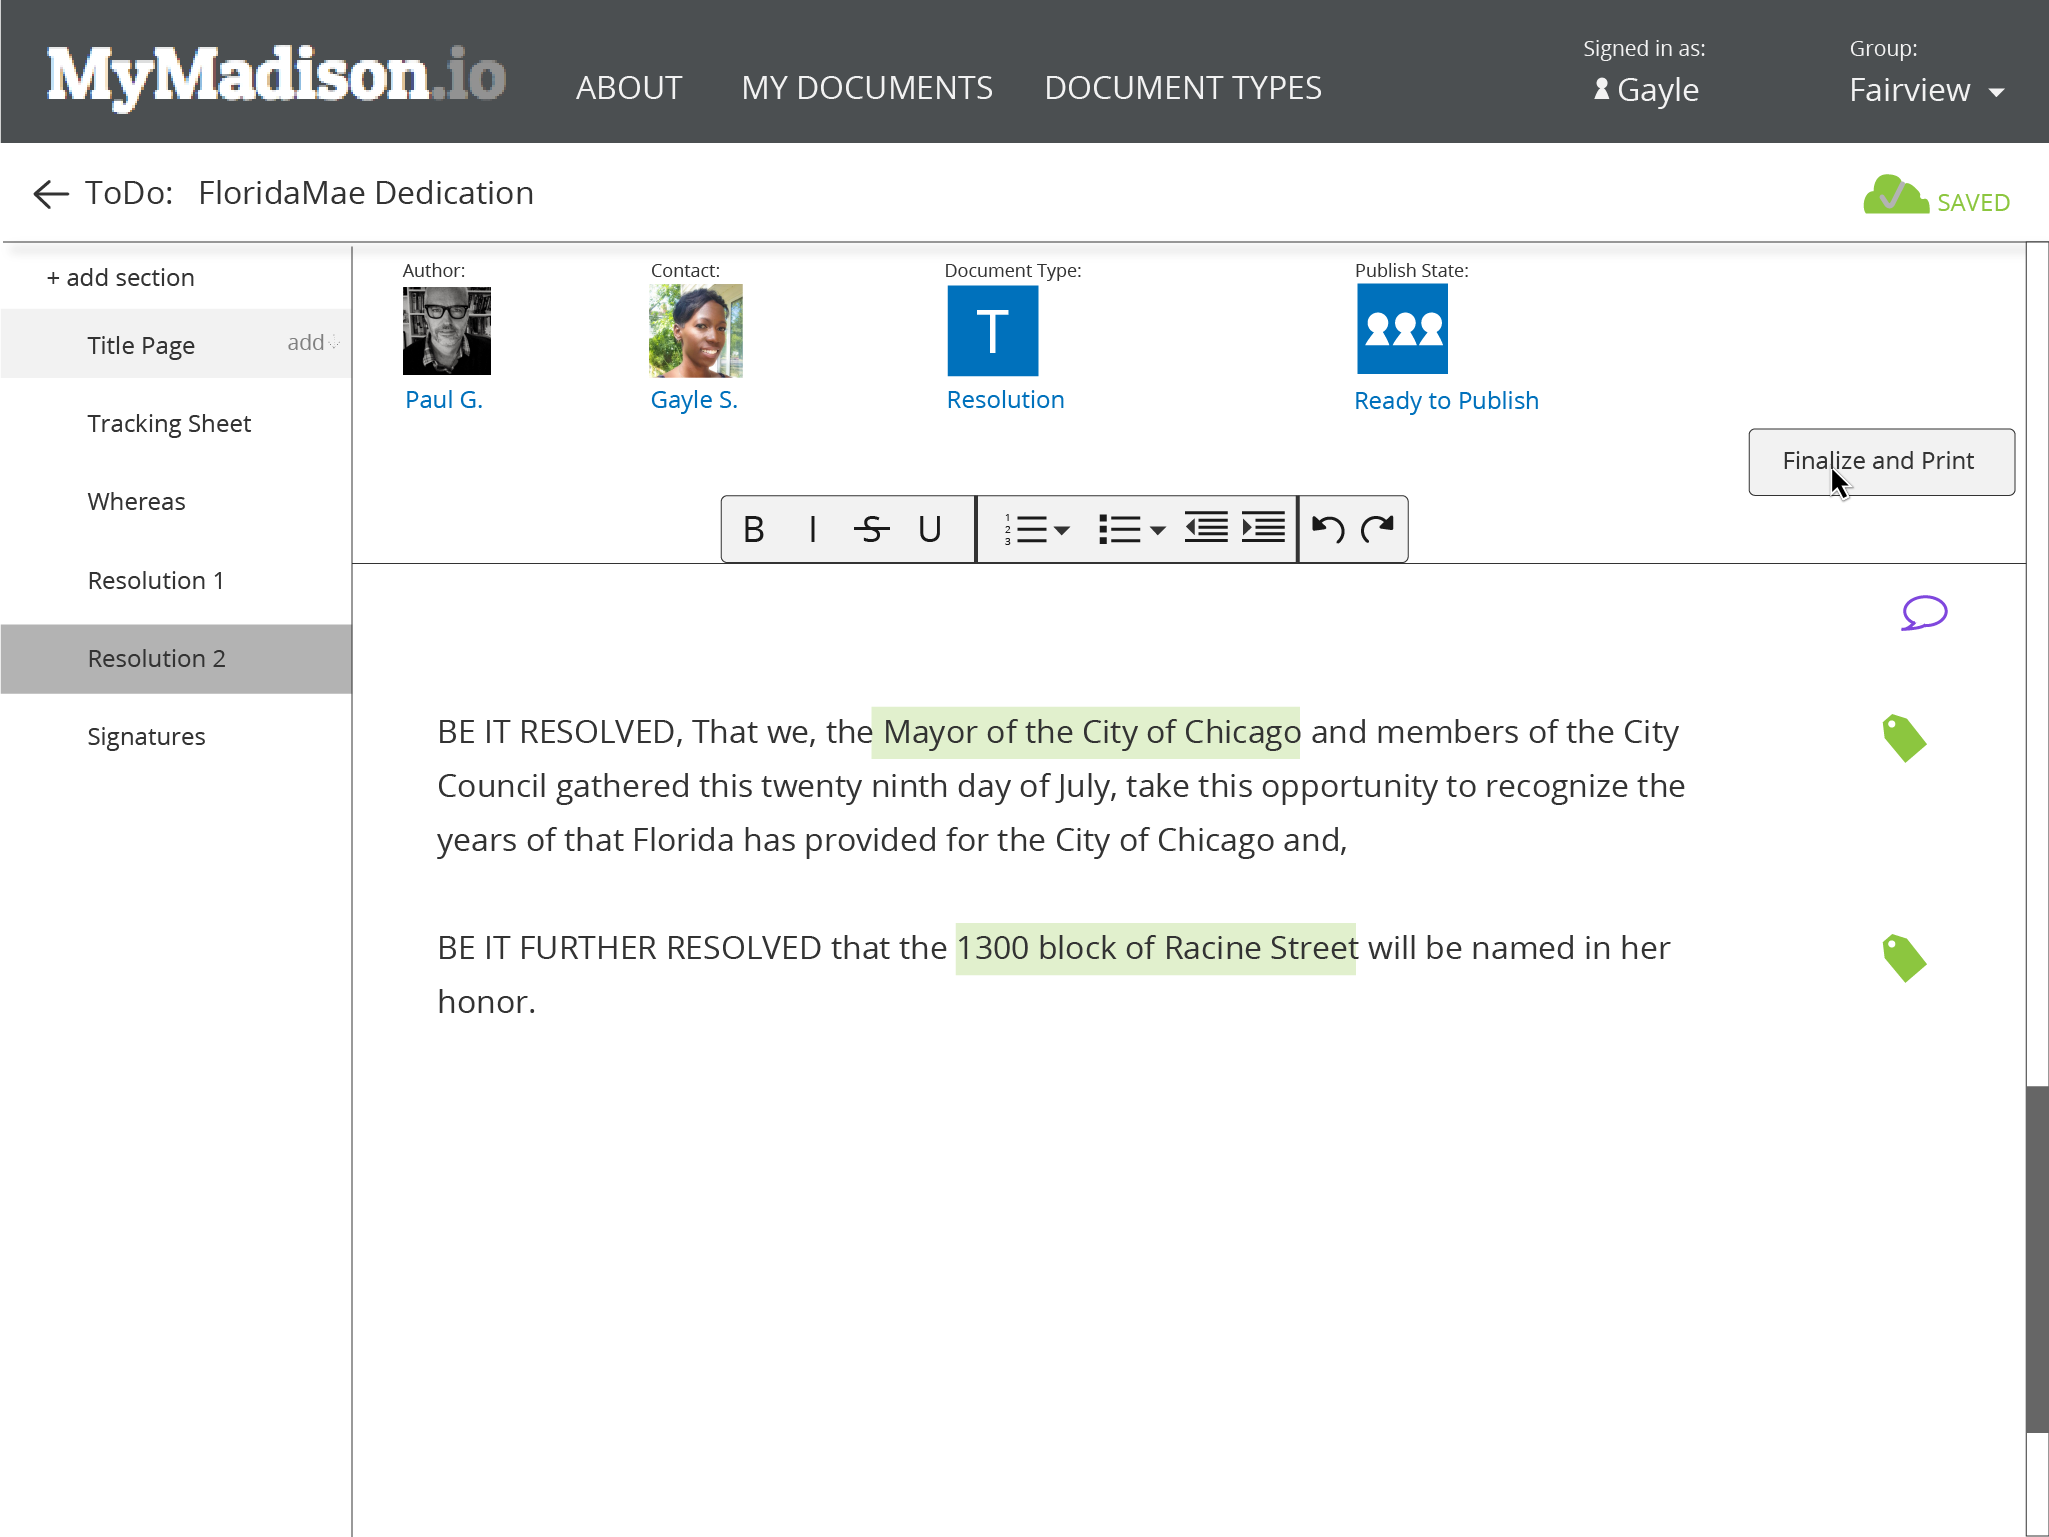 MyMadison.io
ABOUT MY DOCUMENTS DOCUMENT TYPES
Signed in as:
Gayle
Group:
Fairview
ToDo: FloridaMae Dedication
SAVED
+ add section
Title Page add
Tracking Sheet
Whereas
Resolution 1
Resolution 2
Signatures
Author:
Paul G.
Contact:
Gayle S.
Document Type:
T
Resolution
Publish State:
Ready to Publish
Finalize and Print
B I S U
1
2
3
BE IT RESOLVED, That we, the Mayor of the City of Chicago and members of the City
Council gathered this twenty ninth day of July, take this opportunity to recognize the
years of that Florida has provided for the City of Chicago and,
BE IT FURTHER RESOLVED that the 1300 block of Racine Street will be named in her
honor.